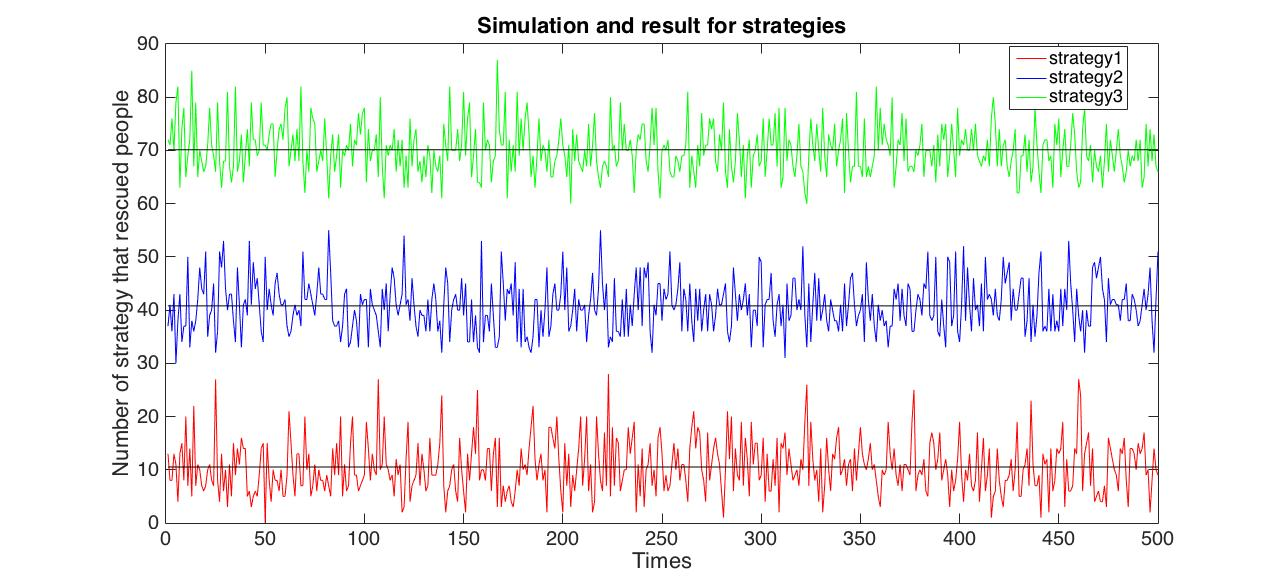 Simulation and result for strategies
Number of strategy that rescued people
90
80
70
60
50
40
30
20
10
0
strategy1
strategy2
strategy3
0 50 100 150 200 250 300 350 400 450 500
Times